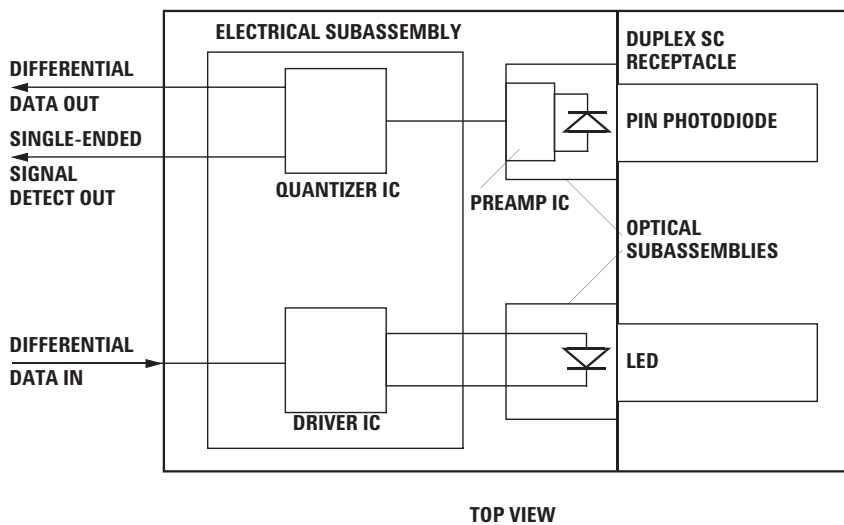 ELECTRICAL SUBASSEMBLY
DUPLEX SC
RECEPTACLE
DIFFERENTIAL
DATA OUT
SINGLE-ENDED
SIGNAL
DETECT OUT
QUANTIZER IC
PREAMP IC
PIN PHOTODIODE
OPTICAL
SUBASSEMBLIES
DIFFERENTIAL
DATA IN
DRIVER IC
LED
TOP VIEW